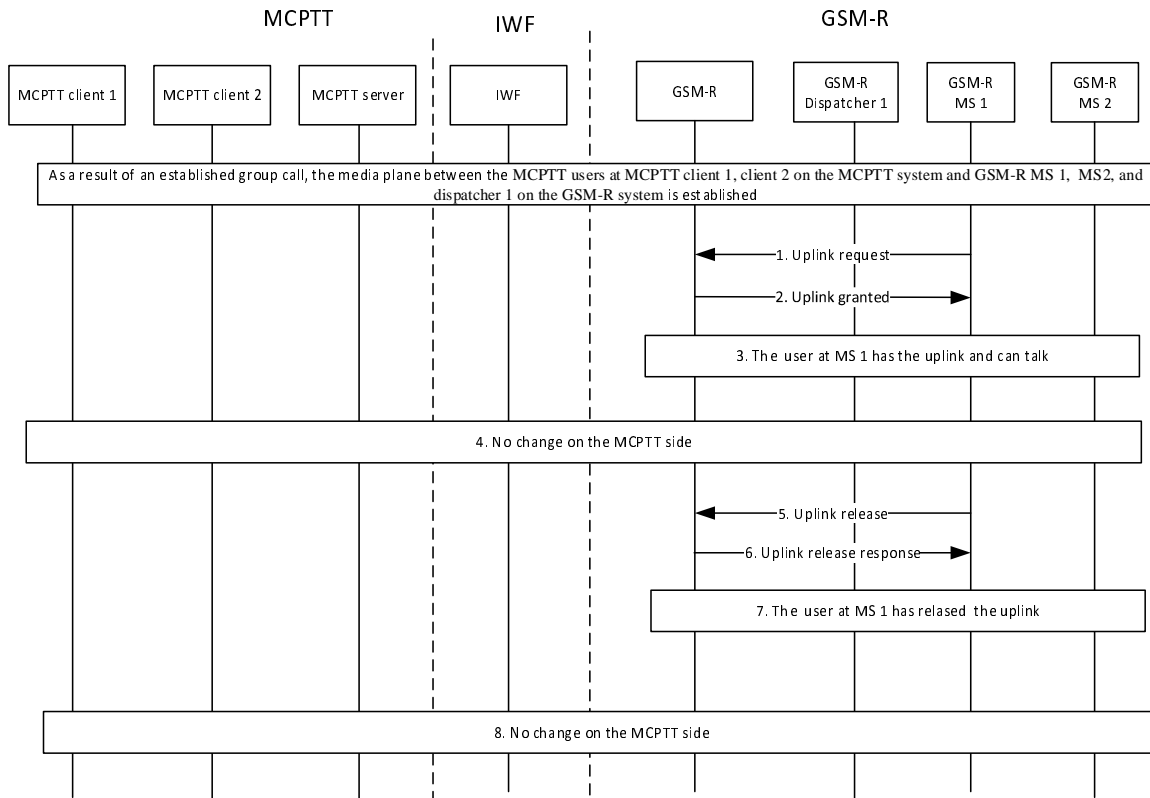 MCPTT
IWF
GSM-R
MCPTT client 1
MCPTT client 2
MCPTT server
IWF
GSM-R
GSM-R
Dispatcher 1
GSM-R
MS 1
GSM-R
MS 2
As a result of an established group call, the media plane between the MCPTT users at MCPTT client 1, client 2 on the MCPTT system and GSM-R MS 1, MS2, and
dispatcher 1 on the GSM-R system is established
1. Uplink request
2. Uplink granted
3. The user at MS 1 has the uplink and can talk
4. No change on the MCPTT side
5. Uplink release
6. Uplink release response
7. The user at MS 1 has relased the uplink
8. No change on the MCPTT side